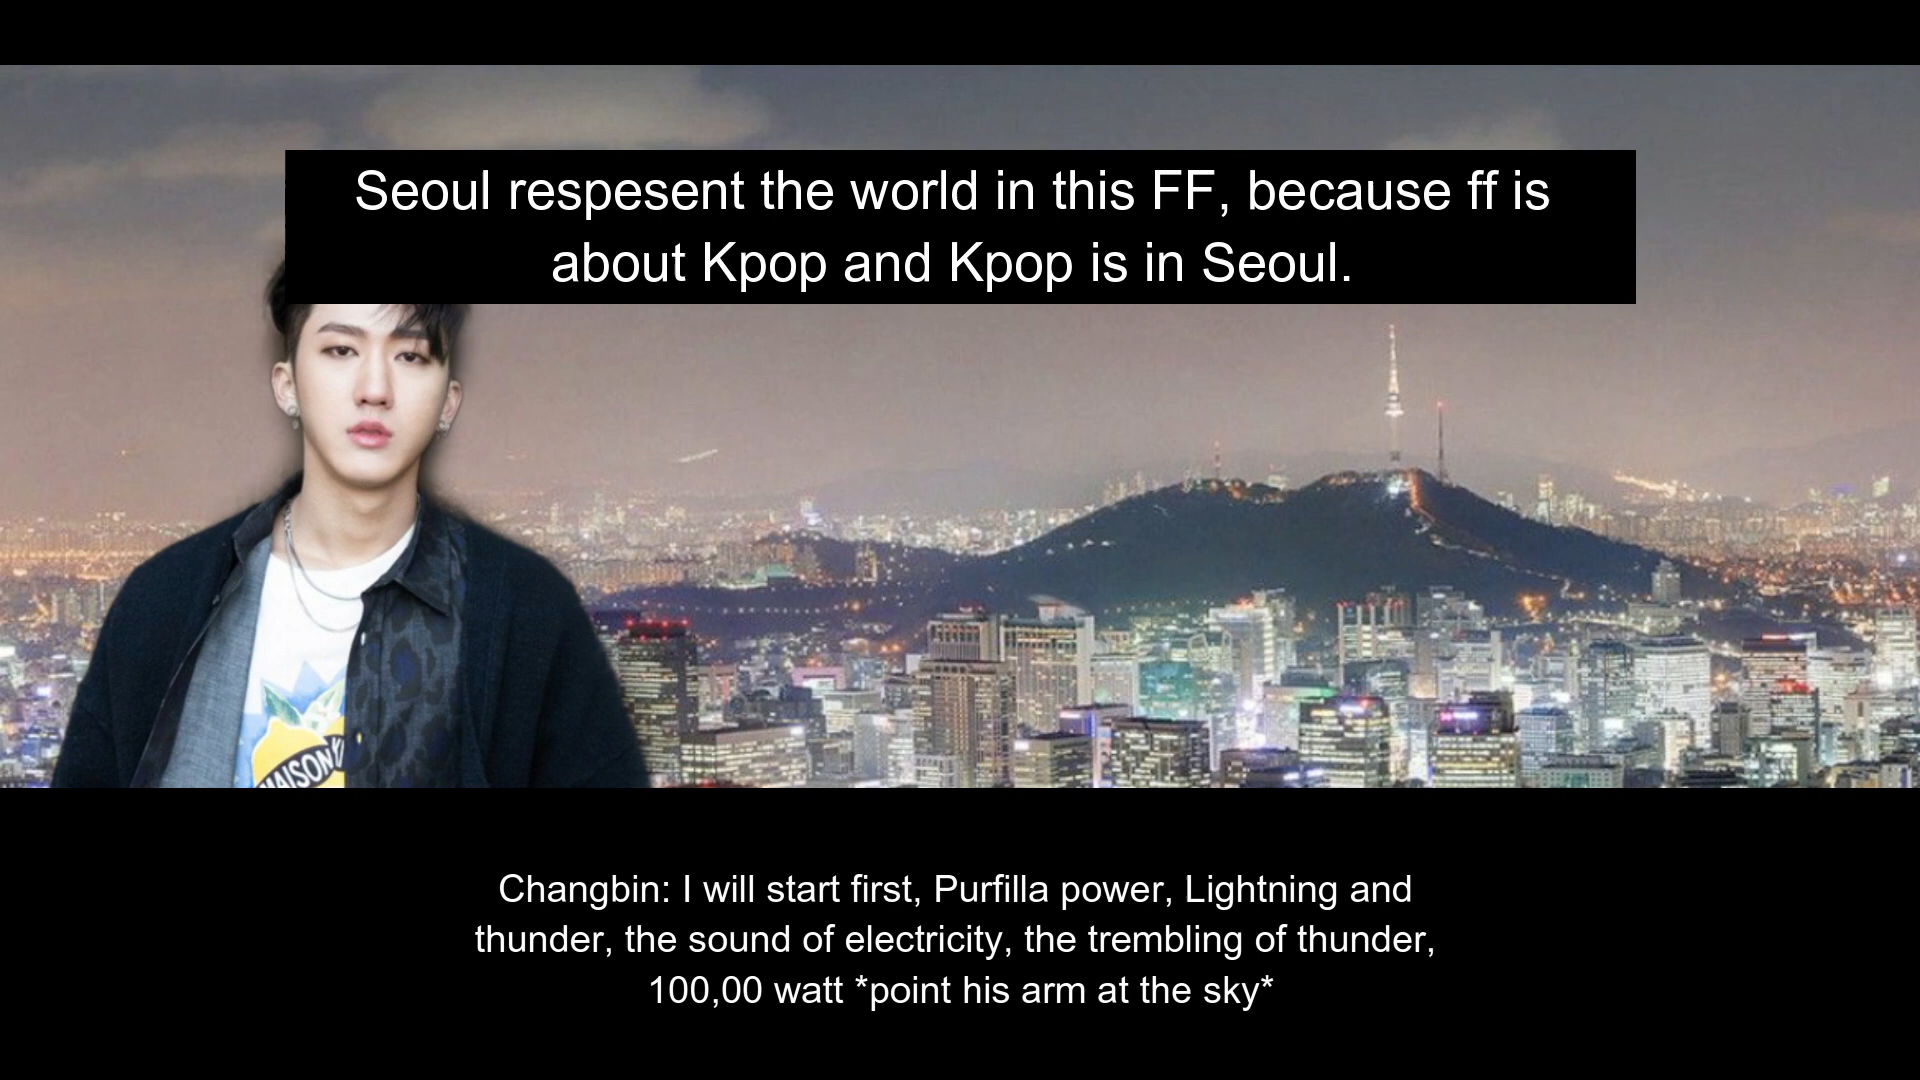 Seoul respesent the world in this FF, because ff is
about Kpop and Kpop is in Seoul.
MAISON
Changbin: I will start first, Purfilla power, Lightning and
thunder, the sound of electricity, the trembling of thunder,
100,00 watt *point his arm at the sky*